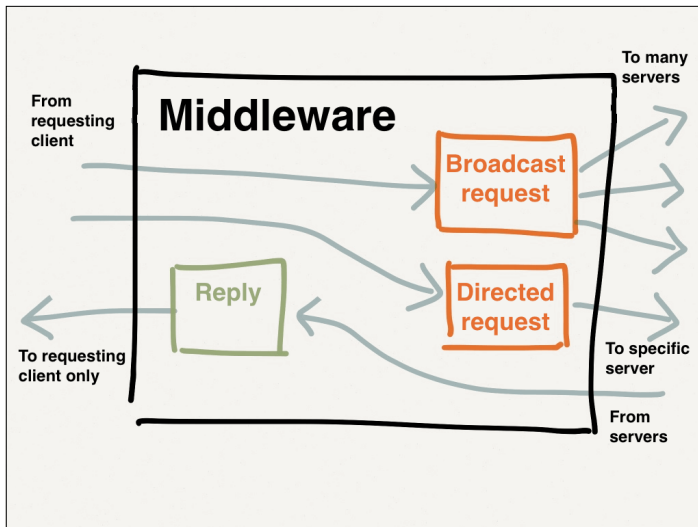 To many
servers
From
requesting
client
Middleware
Broadcast
request
Reply
Directed
request
To requesting
client only
To specific
server
From
servers